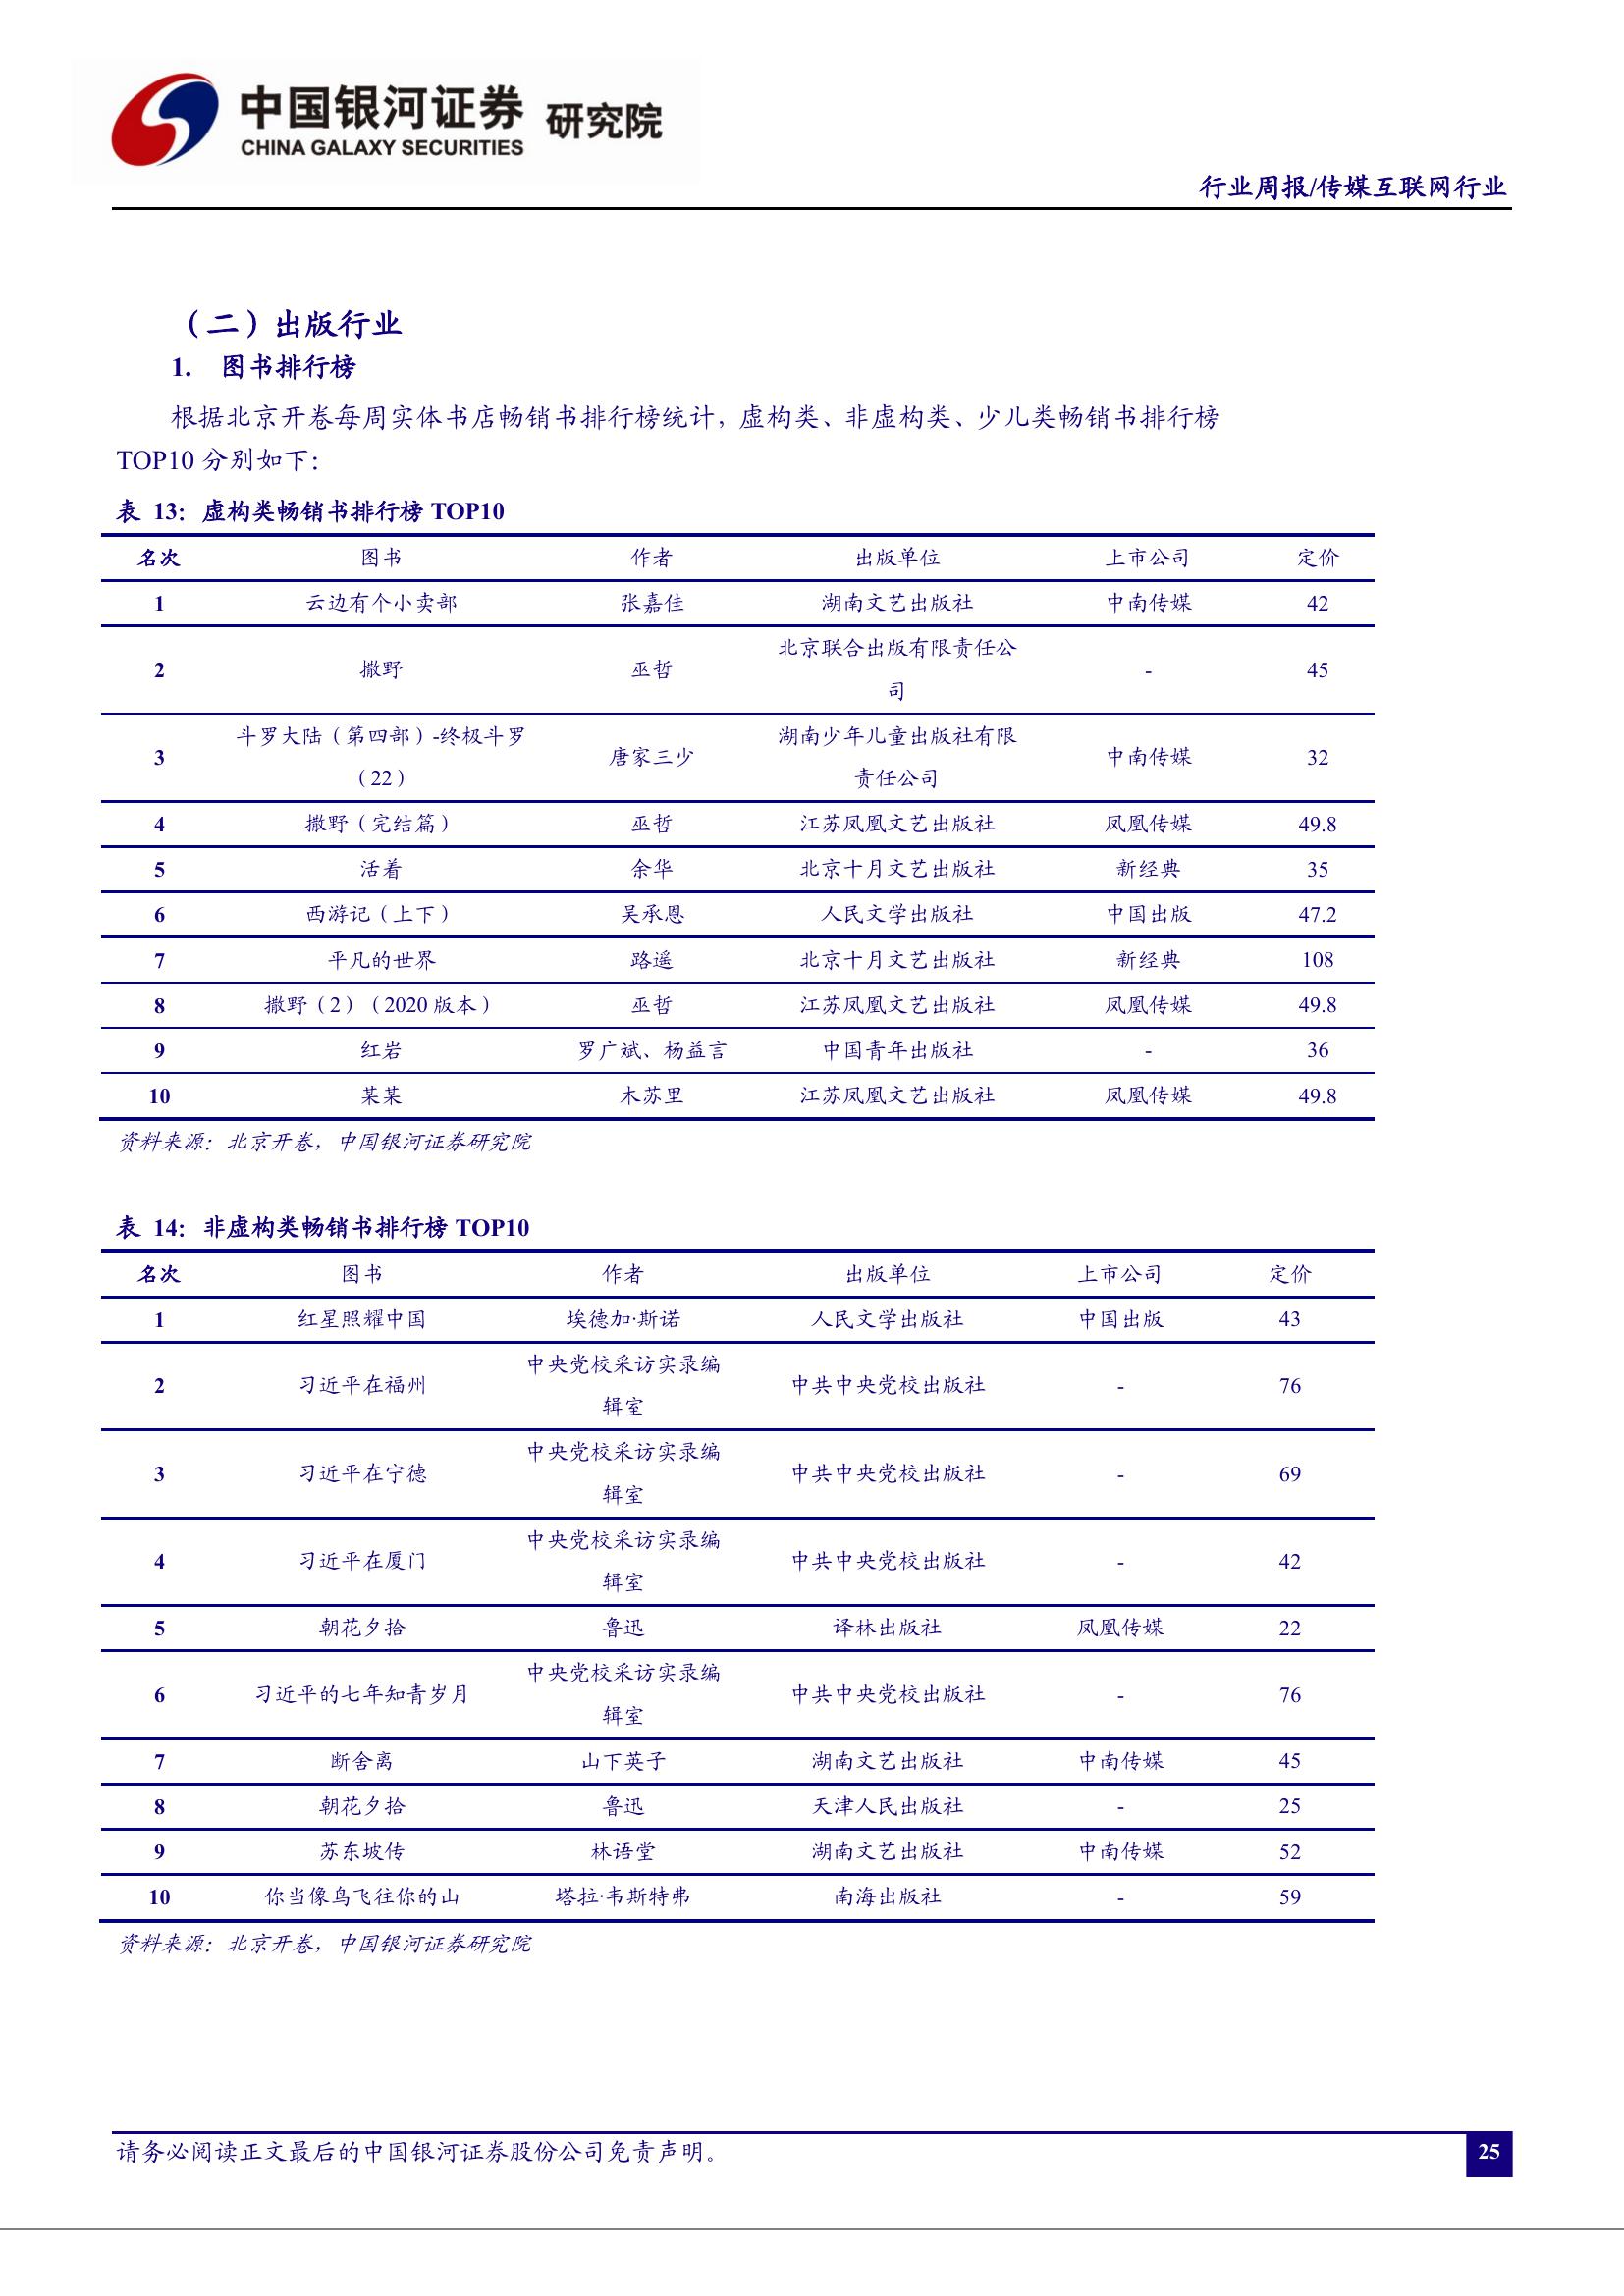 中国银河证券 研究院
CHINA GALAXY SECURITIES
行业周报/传媒互联网行业
（二）出版行业
1. 图书排行榜
根据北京开卷每周实体书店畅销书排行榜统计，虚构类、非虚构类、少儿类畅销书排行榜
TOP10 分别如下：
表 13：虚构类畅销书排行榜 TOP10
名次 图书 作者 出版单位 上市公司 定价
1 云边有个小卖部 张嘉佳 湖南文艺出版社 中南传媒 42
2 撒野 巫哲 北京联合出版有限责任公
司 - 45
3 斗罗大陆（第四部）-终极斗罗
（22） 唐家三少 湖南少年儿童出版社有限
责任公司 中南传媒 32
4 撒野（完结篇） 巫哲 江苏凤凰文艺出版社 凤凰传媒 49.8
5 活着 余华 北京十月文艺出版社 新经典 35
6 西游记（上下） 吴承恩 人民文学出版社 中国出版 47.2
7 平凡的世界 路遥 北京十月文艺出版社 新经典 108
8 撒野（2）（2020 版本） 巫哲 江苏凤凰文艺出版社 凤凰传媒 49.8
9 红岩 罗广斌、杨益言 中国青年出版社 - 36
10 某某 木苏里 江苏凤凰文艺出版社 凤凰传媒 49.8
资料来源：北京开卷，中国银河证券研究院
表 14：非虚构类畅销书排行榜 TOP10
名次 图书 作者 出版单位 上市公司 定价
1 红星照耀中国 埃德加·斯诺 人民文学出版社 中国出版 43
2 习近平在福州 中央党校采访实录编
辑室 中共中央党校出版社 - 76
3 习近平在宁德 中央党校采访实录编
辑室 中共中央党校出版社 - 69
4 习近平在厦门 中央党校采访实录编
辑室 中共中央党校出版社 - 42
5 朝花夕拾 鲁迅 译林出版社 凤凰传媒 22
6 习近平的七年知青岁月 中央党校采访实录编
辑室 中共中央党校出版社 - 76
7 断舍离 山下英子 湖南文艺出版社 中南传媒 45
8 朝花夕拾 鲁迅 天津人民出版社 - 25
9 苏东坡传 林语堂 湖南文艺出版社 中南传媒 52
10 你当像鸟飞往你的山 塔拉·韦斯特弗 南海出版社 - 59
资料来源：北京开卷，中国银河证券研究院
请务必阅读正文最后的中国银河证券股份公司免责声明。
25